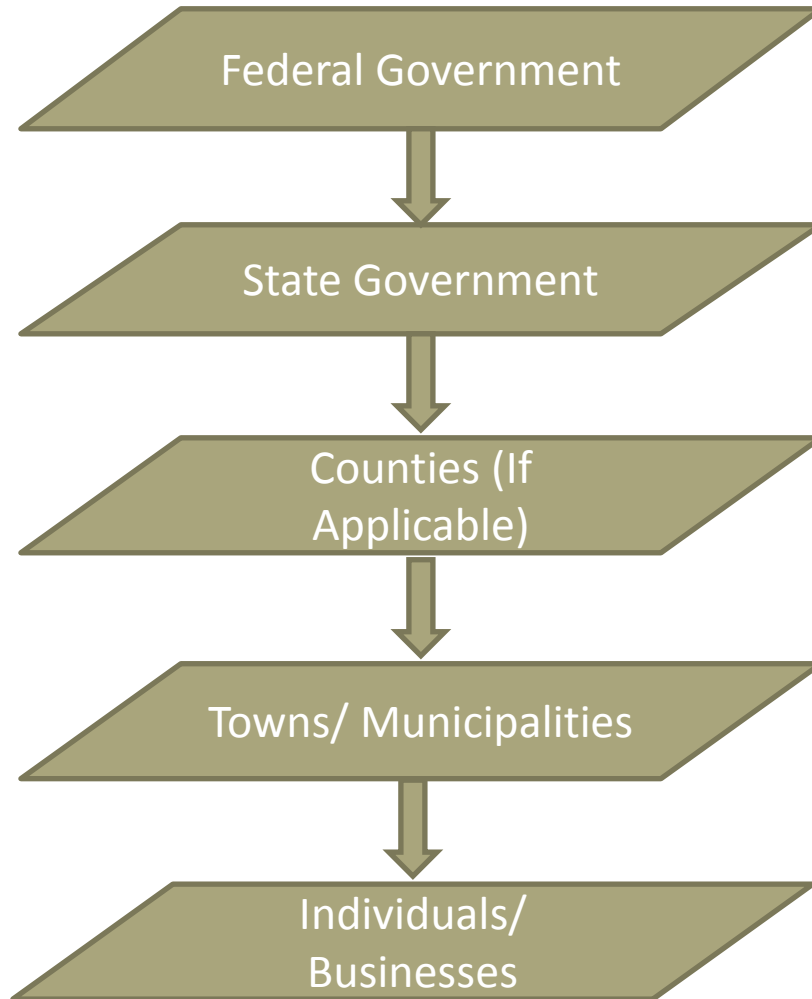 Federal Government
State Government
Counties (If
Applicable)
Towns/ Municipalities
Individuals/
Businesses